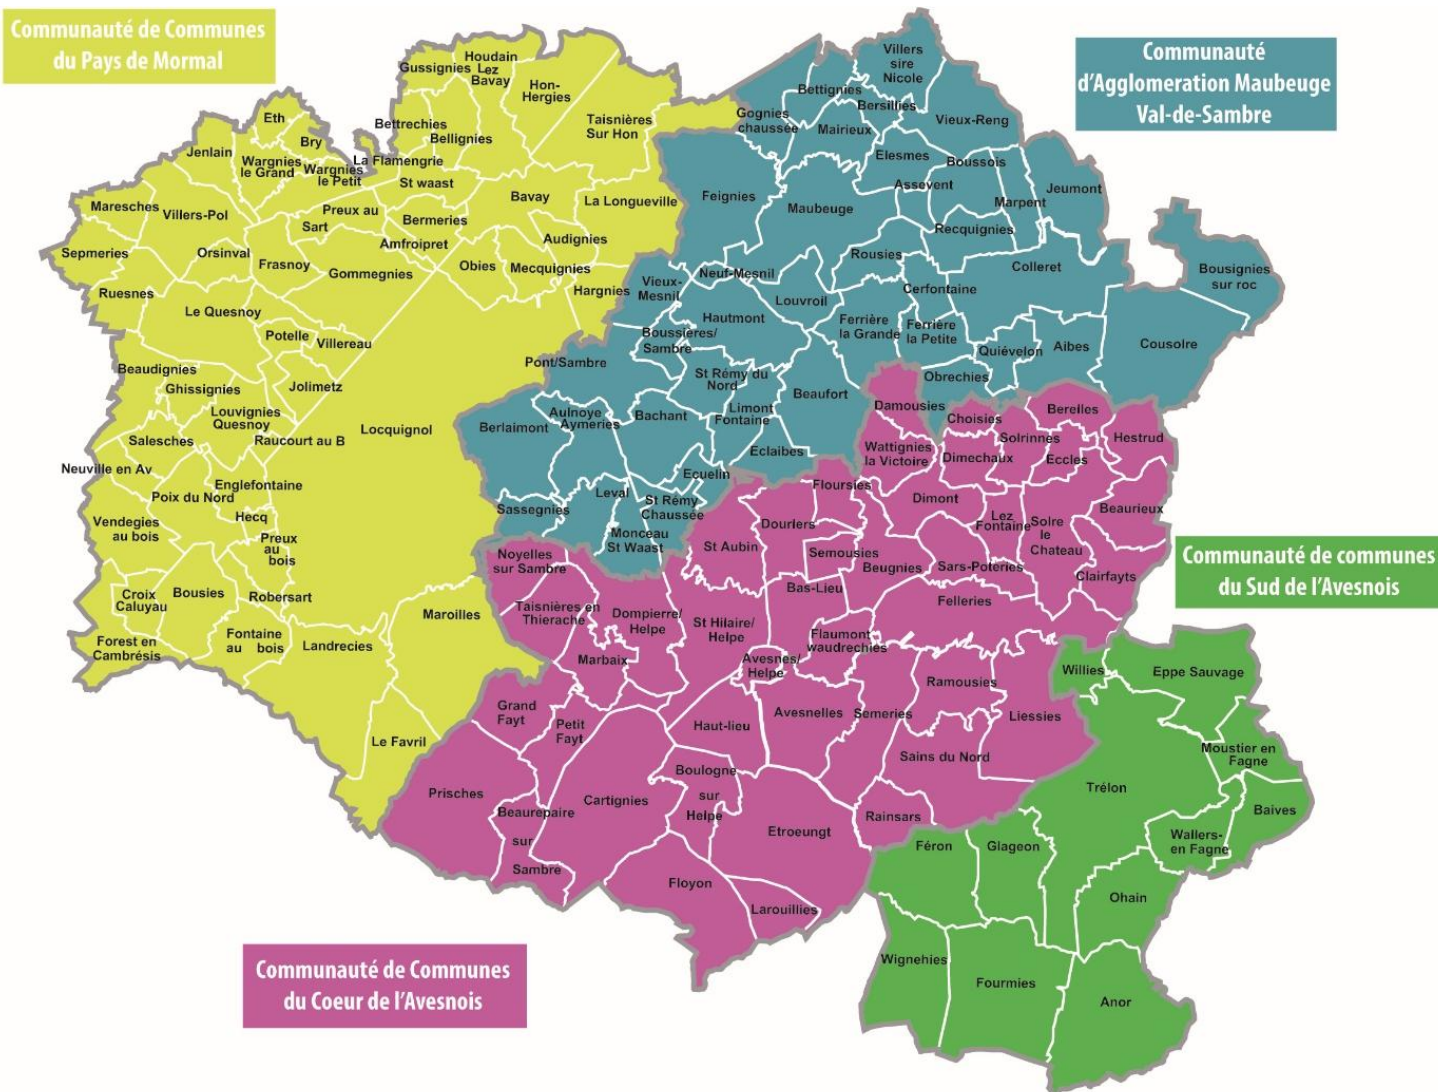 Communauté de Communes
du Pays de Mormal
Communauté
d'Agglomeration Maubeuge
Val-de-Sambre
Communauté de communes
du Sud de l'Avesnois
Communauté de Communes
du Coeur de l'Avesnois
Houdain
Lez
Bavay
Gussignies
Hon-
Hergies
Taisnières
Sur Hon
Eth
Bry
Bettrechies
Bellignies
Jenlain
Wargnies
le Grand
Wargnies
le Petit
La Flamengrie
St waast
Bavay
La Longueville
Maresches
Villers-Pol
Preux au
Sart
Bermeries
Amfroipret
Audignies
Sepmeries
Orsinval
Frasnoy
Gommegnies
Obies
Mecquignies
Hargnies
Ruesnes
Le Quesnoy
Potelle
Villereau
Beaudignies
Ghissignies
Jolimetz
Louvignies
Quesnoy
Salesches
Raucourt au B
Locquignol
Neuville en Av
Englefontaine
Poix du Nord
Hecq
Vendegies
au bois
Preux
au
bois
Croix
Caluyau
Bousies
Robersart
Maroilles
Forest en
Cambrésis
Fontaine
au bois
Landrecies
Le Favril
Villers
sire
Nicole
Bettignies
Bersillies
Gognies
chaussée
Mairieux
Vieux-Reng
Elesmes
Boussois
Feignies
Assevent
Jeumont
Maubeuge
Marpent
Recquignies
Rousies
Colleret
Bousignies
sur roc
Vieux-
Mesnil
Neuf-Mesnil
Louvroil
Cerfontaine
Hautmont
Boussières/
Sambre
Ferrière
la Grande
Ferrière
la Petite
Quiévelon
Aibes
Cousolre
Pont/Sambre
St Rémy du
Nord
Obrechies
Beaufort
Aulnoye
Aymeries
Bachant
Limont
Fontaine
Berlaimont
Eclaibes
Ecuelin
Leval
St Rémy
Chaussée
Sassegnies
Monceau
St Waast
Damousies
Choisies
Berelles
Hestrud
Wattignies
la Victoire
Solrinnes
Dimechaux
Eccles
Floursies
Dimont
Lez
Fontaine
Solre
le
Chateau
Beaurieux
Dourlers
St Aubin
Semousies
Beugnies
Sars-Poteries
Clairfayts
Noyelles
sur Sambre
Bas-Lieu
Felleries
Taisnières en
Thierache
Dompierre/
Helpe
St Hilaire/
Helpe
Flaumont
waudrechies
Marbaix
Avesnes/
Helpe
Ramousies
Grand
Fayt
Petit
Fayt
Haut-lieu
Avesnelles
Semeries
Liessies
Sains du Nord
Prisches
Beaurepaire
sur
Sambre
Cartignies
Boulogne
sur
Helpe
Etroeungt
Rainsars
Floyon
Larouillies
Willies
Eppe Sauvage
Moustier en
Fagne
Trélon
Baives
Wallers-
en Fagne
Féron
Glageon
Ohain
Wignehies
Fourmies
Anor